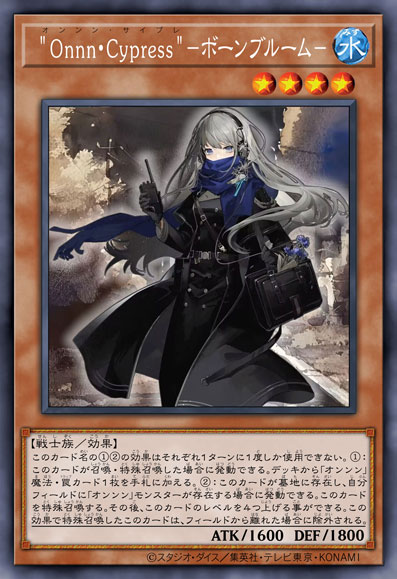 オンンン・サイプレ
"Onnn・Cypress"－ボーンブルーム－
水
【戦士族／効果】
このカード名の①②の効果はそれぞれ１ターンに１度しか使用できない。①：
このカードが召喚・特殊召喚した場合に発動できる。デッキから「オンンン」
魔法・罠カード１枚を手札に加える。②：このカードが墓地に存在し、自分
フィールドに「オンンン」モンスターが存在する場合に発動できる。このカード
を特殊召喚する。その後、このカードのレベルを４つ上げる事ができる。この
効果で特殊召喚したこのカードは、フィールドから離れた場合に除外される。
ATK/1600 DEF/1800
©スタジオ・ダイス／集英社・テレビ東京・KONAMI